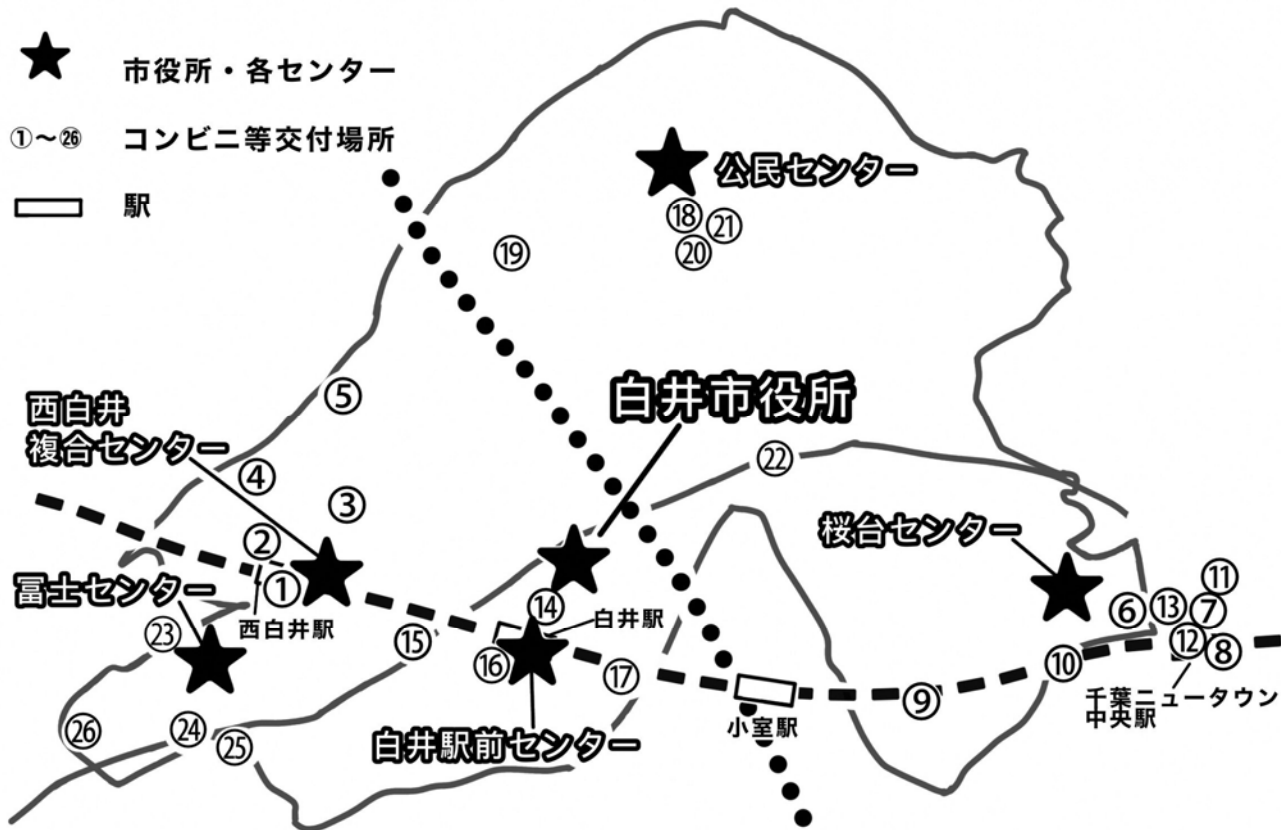 市役所・各センター
①～㉖ コンビニ等交付場所
駅
公民センター
⑱
㉑
⑳
⑲
白井市役所
⑤
西白井
複合センター
④
③
㉒
②
①
桜台センター
富士センター
㉓
西白井駅
⑭
白井駅
⑮
⑯
⑰
⑥
⑬
⑦
⑪
⑫
⑧
⑩
⑨
千葉ニュータウン
中央駅
小室駅
白井駅前センター
㉖
㉔
㉕